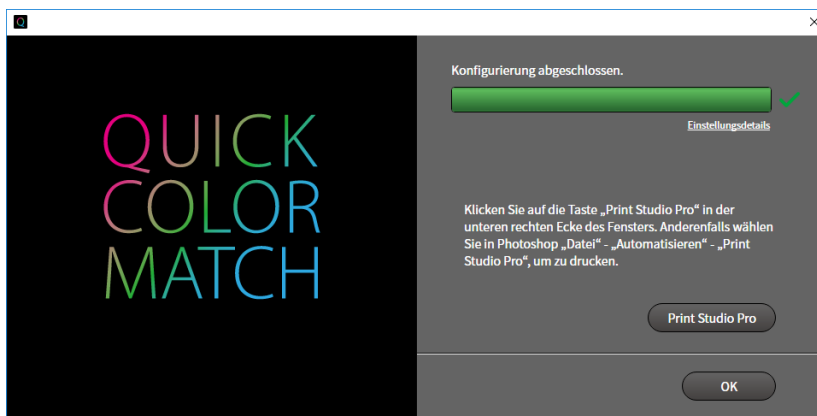 Q
QUICK
COLOR
MATCH
Konfigurierung abgeschlossen.
Einstellungsdetails
Klicken Sie auf die Taste „Print Studio Pro“ in der
unteren rechten Ecke des Fensters. Anderenfalls wählen
Sie in Photoshop „Datei“ - „Automatisieren“ - „Print
Studio Pro“, um zu drucken.
Print Studio Pro
OK